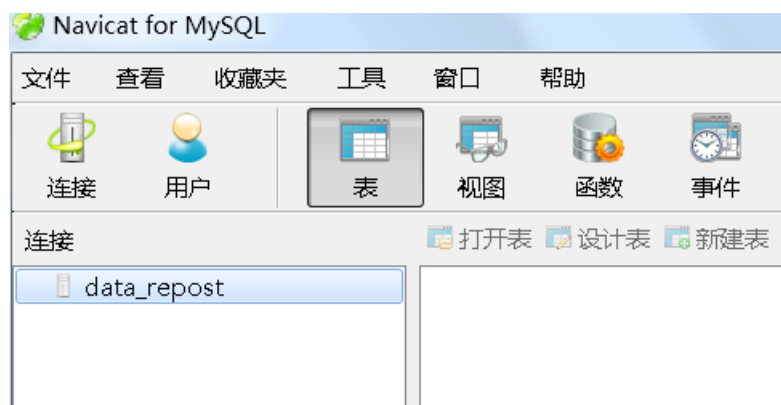 Navicat for MySQL
文件 查看 收藏夹 工具 窗口 帮助
连接 用户 表 视图 函数 事件
连接 打开表 设计表 新建表
data_repost